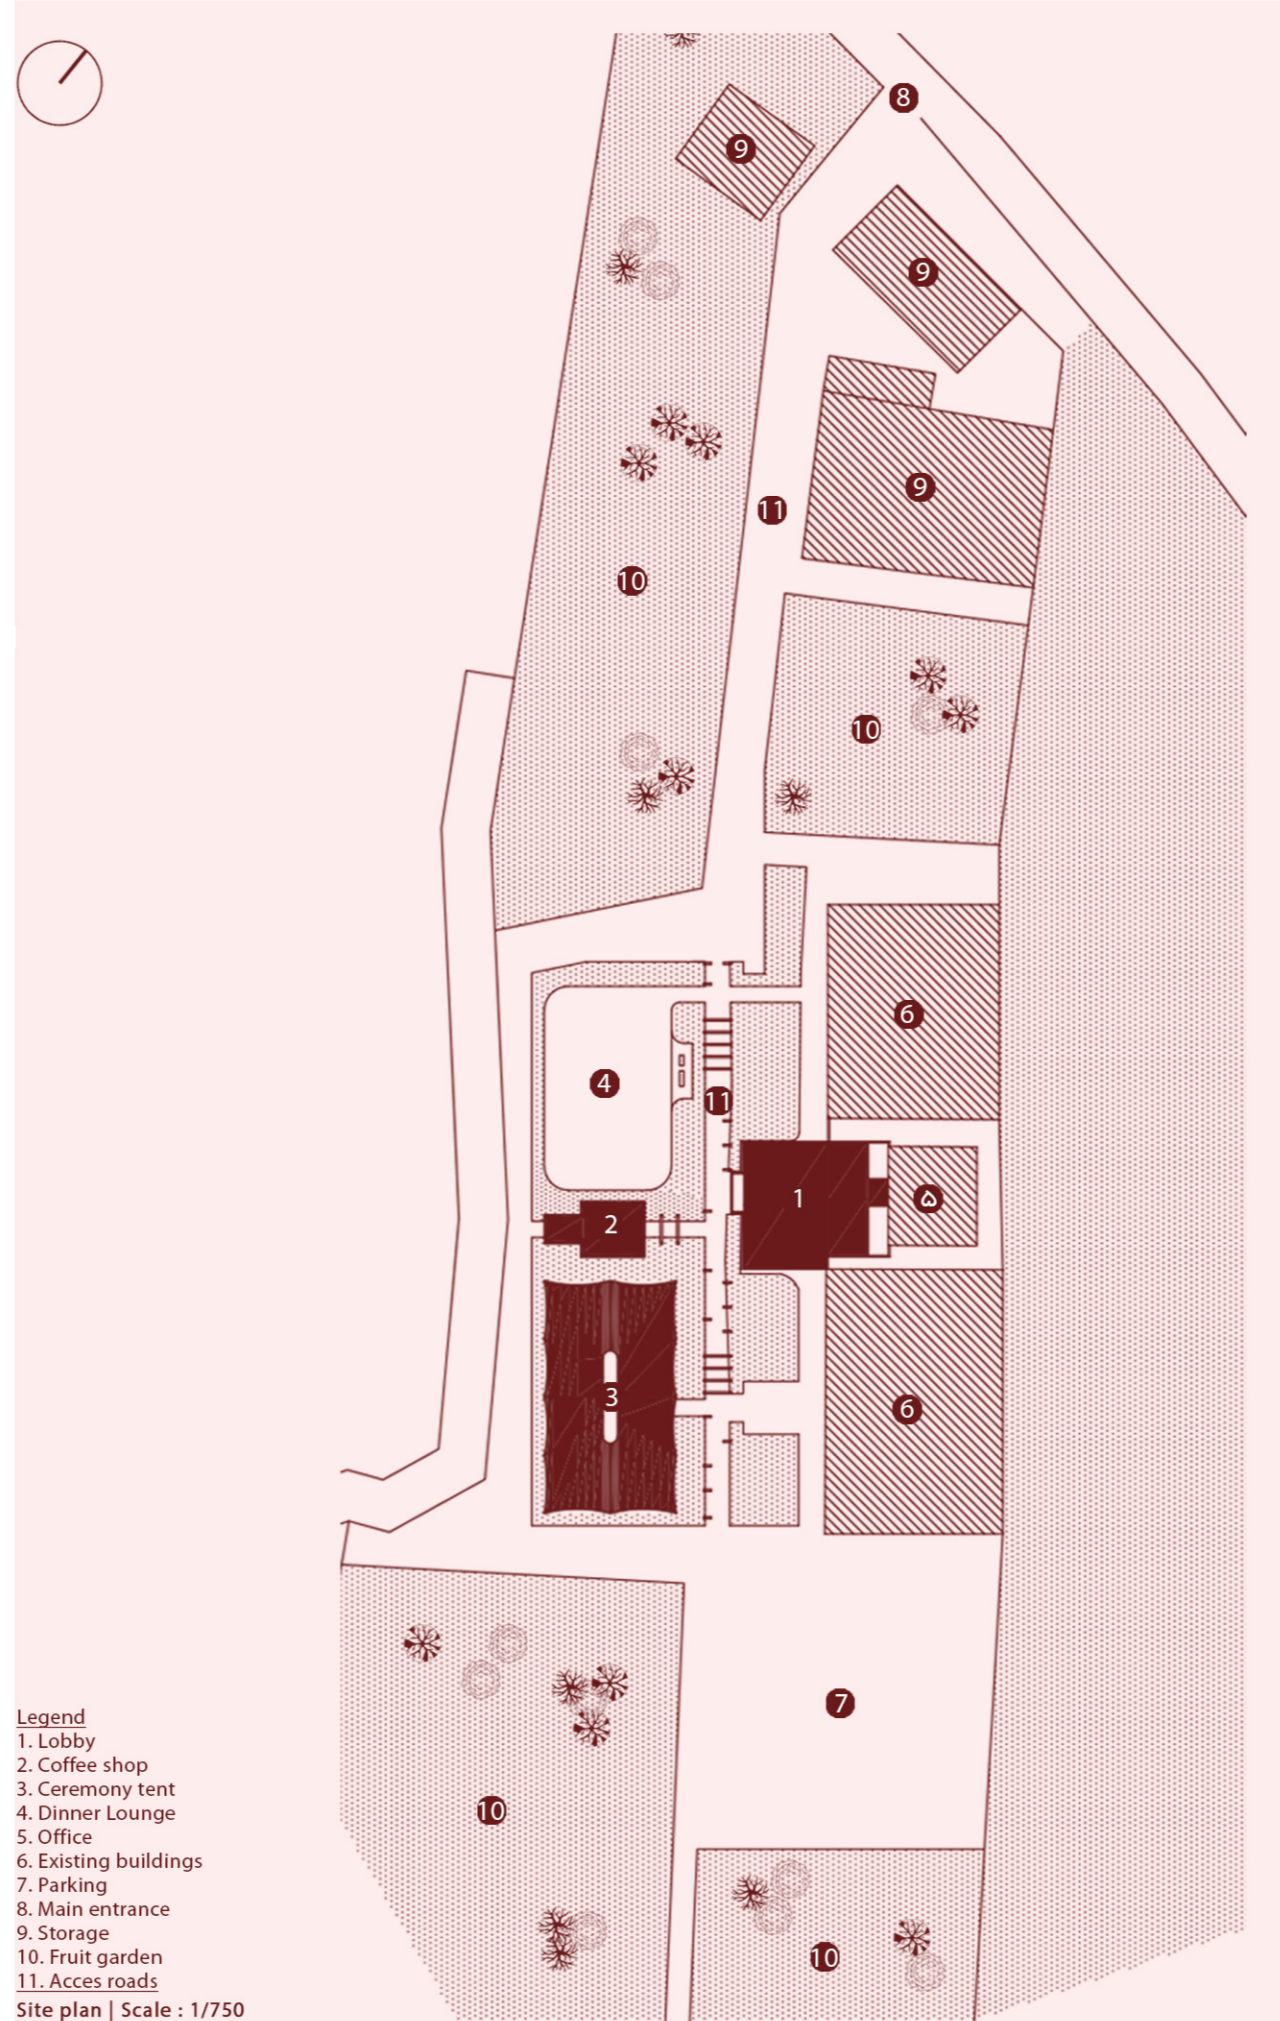 8
9
9
9
11
10
10
6
4
11
1
۵
2
3
6
7
10
10
Legend
1. Lobby
2. Coffee shop
3. Ceremony tent
4. Dinner Lounge
5. Office
6. Existing buildings
7. Parking
8. Main entrance
9. Storage
10. Fruit garden
11. Acces roads
Site plan | Scale : 1/750